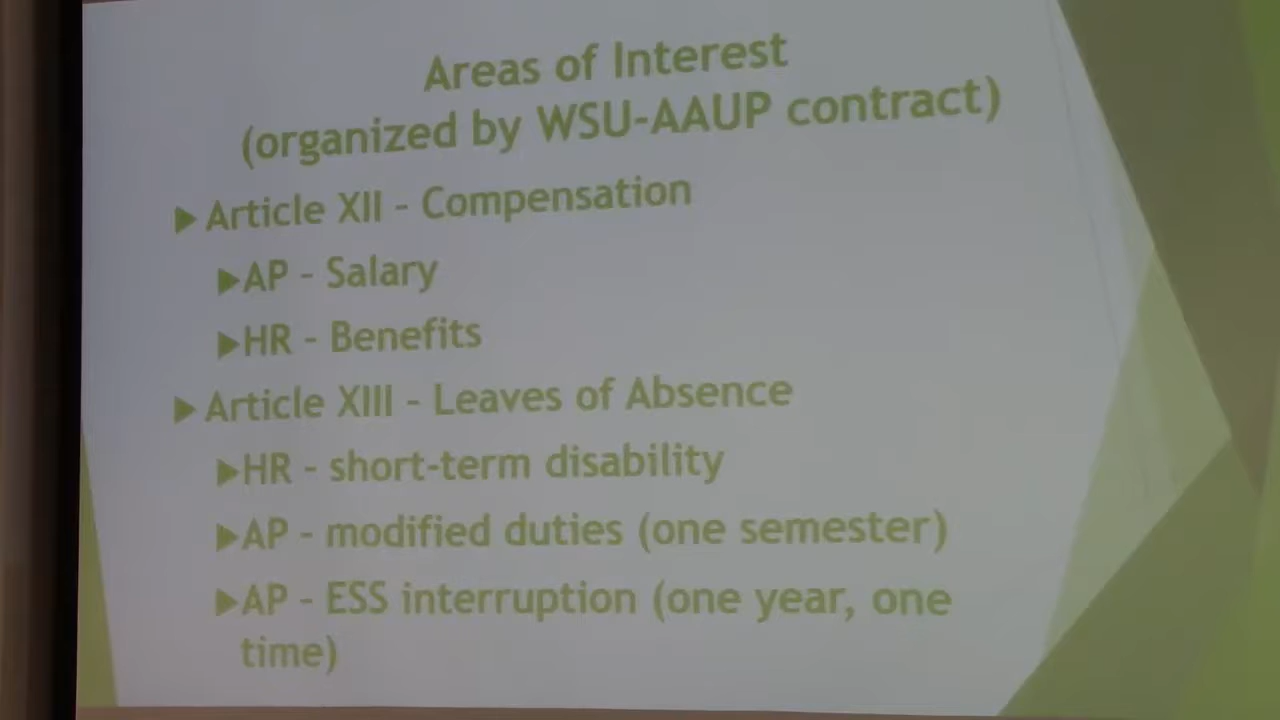 Areas of Interest
(organized by WSU-AAUP contract)
Article XII - Compensation
AP - Salary
HR - Benefits
Article XIII - Leaves of Absence
HR - short-term disability
AP - modified duties (one semester)
AP - ESS interruption (one year, one
time)